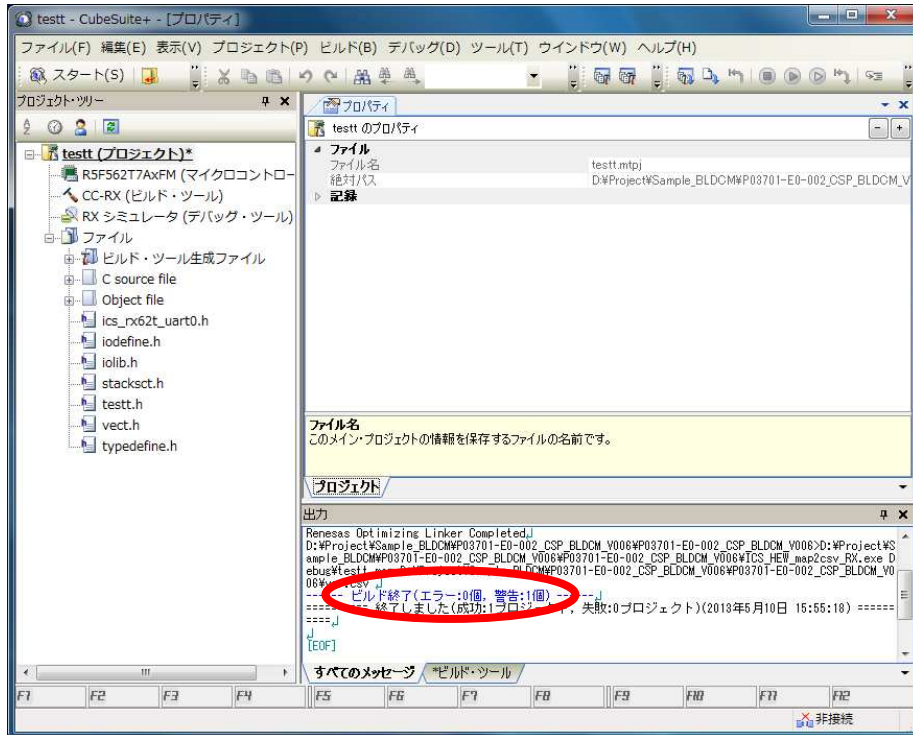 testt - CubeSuite+ - [プロパティ]
ファイル(F) 編集(E) 表示(V) プロジェクト(P) ビルド(B) デバッグ(D) ツール(T) ウインドウ(W) ヘルプ(H)
スタート(S)
プロジェクト・ツリー
testt (プロジェクト)*
R5F562T7AxFM (マイクロコントロー
CC-RX (ビルド・ツール)
RX シミュレータ (デバッグ・ツール)
ファイル
ビルド・ツール生成ファイル
C source file
Object file
ics_rx62t_uart0.h
iodefine.h
iolib.h
stacksct.h
testt.h
vect.h
typedefine.h
プロパティ
testt のプロパティ
ファイル
ファイル名 testt.mtpj
絶対パス D:¥Project¥Sample_BLDCM¥P03701-E0-002_CSP_BLDCM_V
記録
ファイル名
このメイン・プロジェクトの情報を保存するファイルの名前です。
プロジェクト
出力
Renesas Optimizing Linker Completed
D:¥Project¥Sample_BLDCM¥P03701-E0-002_CSP_BLDCM_V006¥P03701-E0-002_CSP_BLDCM_V006>D:¥Project¥S
ample_BLDCM¥P03701-E0-002_CSP_BLDCM_V006¥P03701-E0-002_CSP_BLDCM_V006¥ICS_HEW_map2csv_RX.exe D
ebug¥testt.map D:¥Project¥Sample_BLDCM¥P03701-E0-002_CSP_BLDCM_V006¥P03701-E0-002_CSP_BLDCM_V0
------ ビルド終了(エラー:0個, 警告:1個) ------
終了しました(成功:1プロジェクト, 失敗:0プロジェクト)(2013年5月10日 15:55:18) ======
====
[EOF]
すべてのメッセージ *ビルド・ツール
F1 F2 F3 F4 F5 F6 F7 F8 F9 F10 F11 F12
非接続